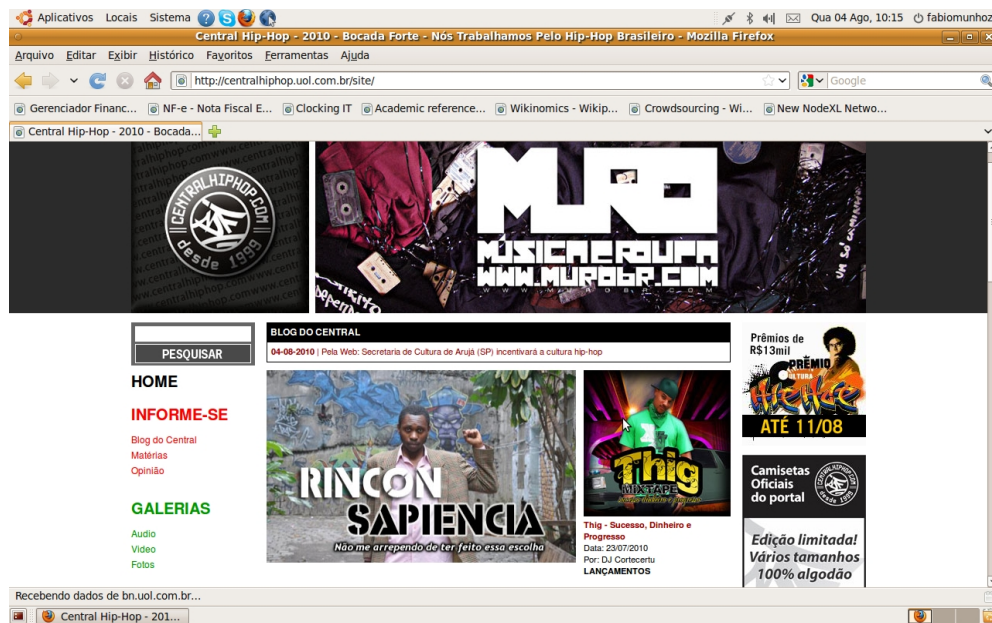 Aplicativos Locais Sistema
Qua 04 Ago, 10:15 fabiomunhoz
Central Hip-Hop - 2010 - Bocada Forte - Nós Trabalhamos Pelo Hip-Hop Brasileiro - Mozilla Firefox
Arquivo Editar Exibir Histórico Favoritos Ferramentas Ajuda
http://centralhiphop.uol.com.br/site/
Google
Gerenciador Financ... NF-e - Nota Fiscal E... Clocking IT Academic reference... Wikinomics - Wikip... Crowdsourcing - Wi... New NodeXL Netwo...
Central Hip-Hop - 2010 - Bocada...
CENTRALHIPHOP.COM
desde 1999
MURO
MÚSICA E ROUPA
WWW.MUROBR.COM
WWW.MUROBR.COM
UM SÓ CAMINHO
PESQUISAR
HOME
INFORME-SE
Blog do Central
Matérias
Opinião
GALERIAS
Audio
Video
Fotos
BLOG DO CENTRAL
04-08-2010 | Pela Web: Secretaria de Cultura de Arujá (SP) incentivará a cultura hip-hop
RINCON
SAPIENCIA
Não me arrependo de ter feito essa escolha
Thig
MIXTAPE
Thig - Sucesso, Dinheiro e
Progresso
Data: 23/07/2010
Por: DJ Cortecertu
LANÇAMENTOS
Prêmios de
R$13mil
PRÊMIO
CULTURA
HIP HOP
ATÉ 11/08
Camisetas
Oficiais
do portal
Edição limitada!
Vários tamanhos
100% algodão
Recebendo dados de bn.uol.com.br...
Central Hip-Hop - 201...